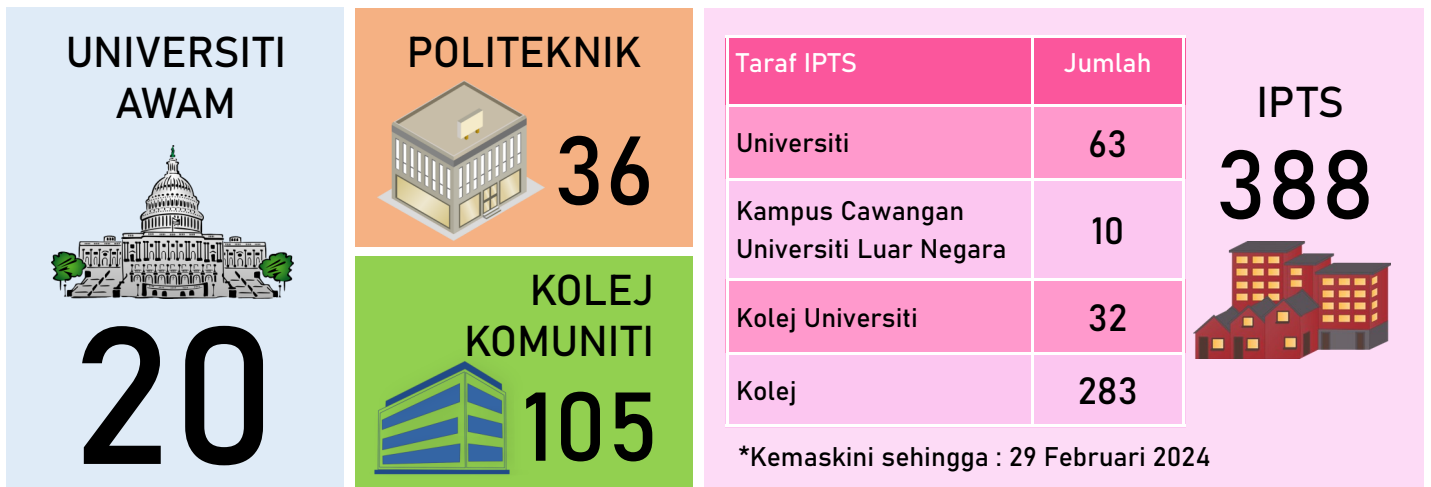 UNIVERSITI
AWAM
20
POLITEKNIK
36
KOLEJ
KOMUNITI
105
Taraf IPTS Jumlah
Universiti 63
Kampus Cawangan
Universiti Luar Negara 10
Kolej Universiti 32
Kolej 283
*Kemaskini sehingga : 29 Februari 2024
IPTS
388